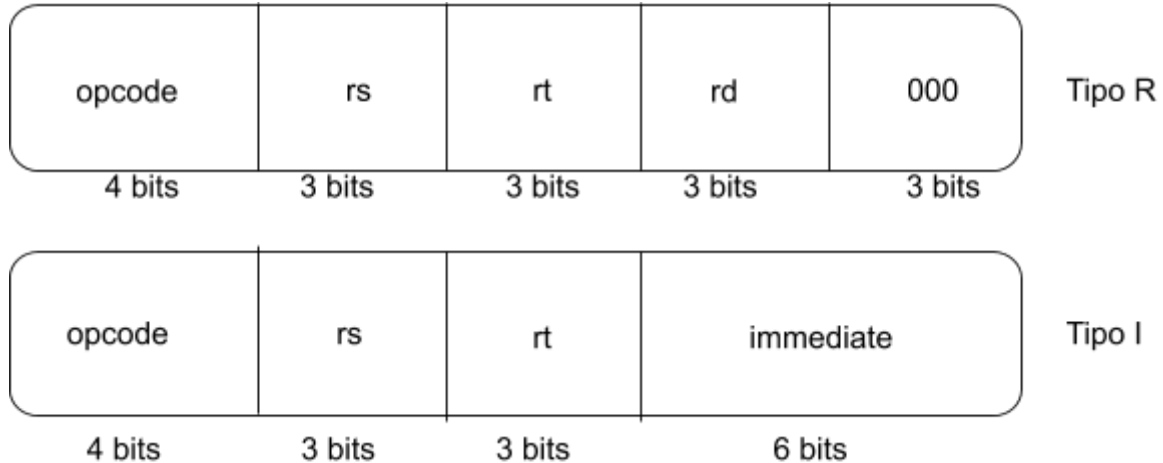 opcode rs rt rd 000 Tipo R
4 bits 3 bits 3 bits 3 bits 3 bits
opcode rs rt immediate Tipo I
4 bits 3 bits 3 bits 6 bits